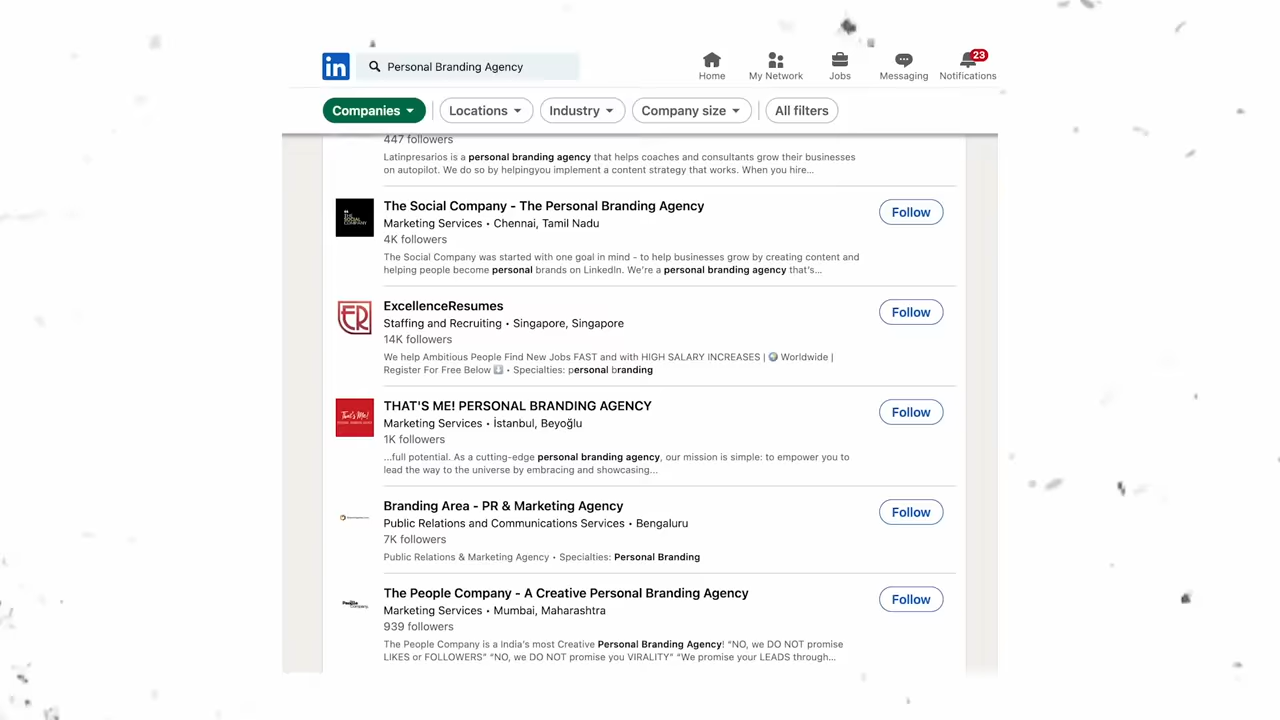 in
Personal Branding Agency
23
Home
My Network
Jobs
Messaging
Notifications
Companies
Locations
Industry
Company size
All filters
447 followers
Latinpresarios is a personal branding agency that helps coaches and consultants grow their businesses
on autopilot. We do so by helpingyou implement a content strategy that works. When you hire...
THE SOCIAL COMPANY
The Social Company - The Personal Branding Agency
Follow
Marketing Services • Chennai, Tamil Nadu
4K followers
The Social Company was started with one goal in mind - to help businesses grow by creating content and
helping people become personal brands on LinkedIn. We're a personal branding agency that's...
ER
ExcellenceResumes
Follow
Staffing and Recruiting • Singapore, Singapore
14K followers
We help Ambitious People Find New Jobs FAST and with HIGH SALARY INCREASES | 🌍 Worldwide |
Register For Free Below ⬇️ • Specialties: personal branding
That's Me!
THAT'S ME! PERSONAL BRANDING AGENCY
Follow
Marketing Services • İstanbul, Beyoğlu
1K followers
...full potential. As a cutting-edge personal branding agency, our mission is simple: to empower you to
lead the way to the universe by embracing and showcasing...
Branding Area - PR & Marketing Agency
Follow
Public Relations and Communications Services • Bengaluru
7K followers
Public Relations & Marketing Agency • Specialties: Personal Branding
The People Company - A Creative Personal Branding Agency
Follow
People Company
Marketing Services • Mumbai, Maharashtra
939 followers
The People Company is a India's most Creative Personal Branding Agency! "NO, we DO NOT promise
LIKES or FOLLOWERS" "NO, we DO NOT promise you VIRALITY" "We promise your LEADS through...